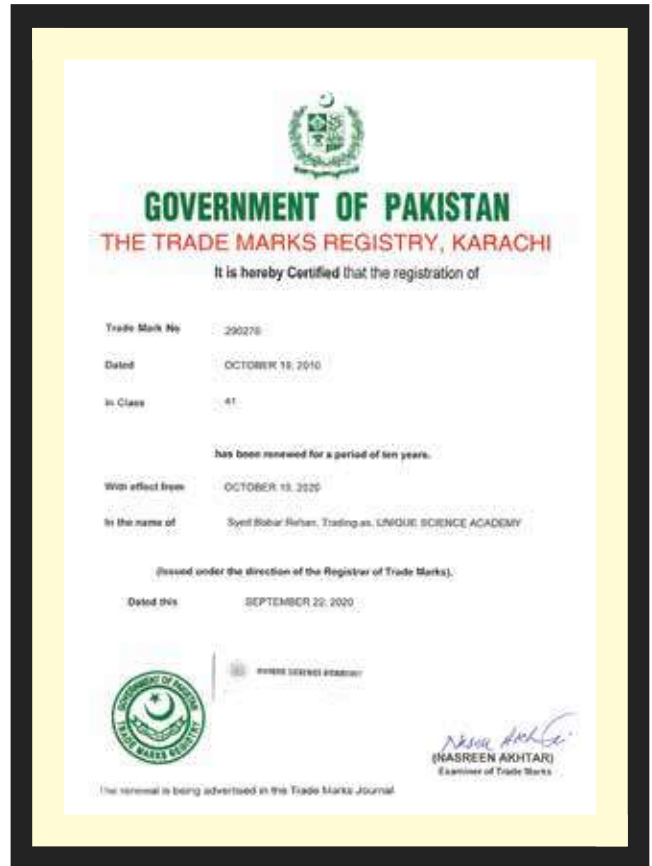 GOVERNMENT OF PAKISTAN
THE TRADE MARKS REGISTRY, KARACHI
It is hereby Certified that the registration of
Trade Mark No 290276
Dated OCTOBER 19, 2010
In Class 41
has been renewed for a period of ten years.
With effect from OCTOBER 19, 2020
In the name of Syed Babar Rehan, Trading as, UNIQUE SCIENCE ACADEMY
(Issued under the direction of the Registrar of Trade Marks).
Dated this SEPTEMBER 22, 2020
SCIENCE ACADEMY
GOVERNMENT OF PAKISTAN
TRADE MARKS REGISTRY
(NASREEN AKHTAR)
Examiner of Trade Marks
The renewal is being advertised in the Trade Marks Journal